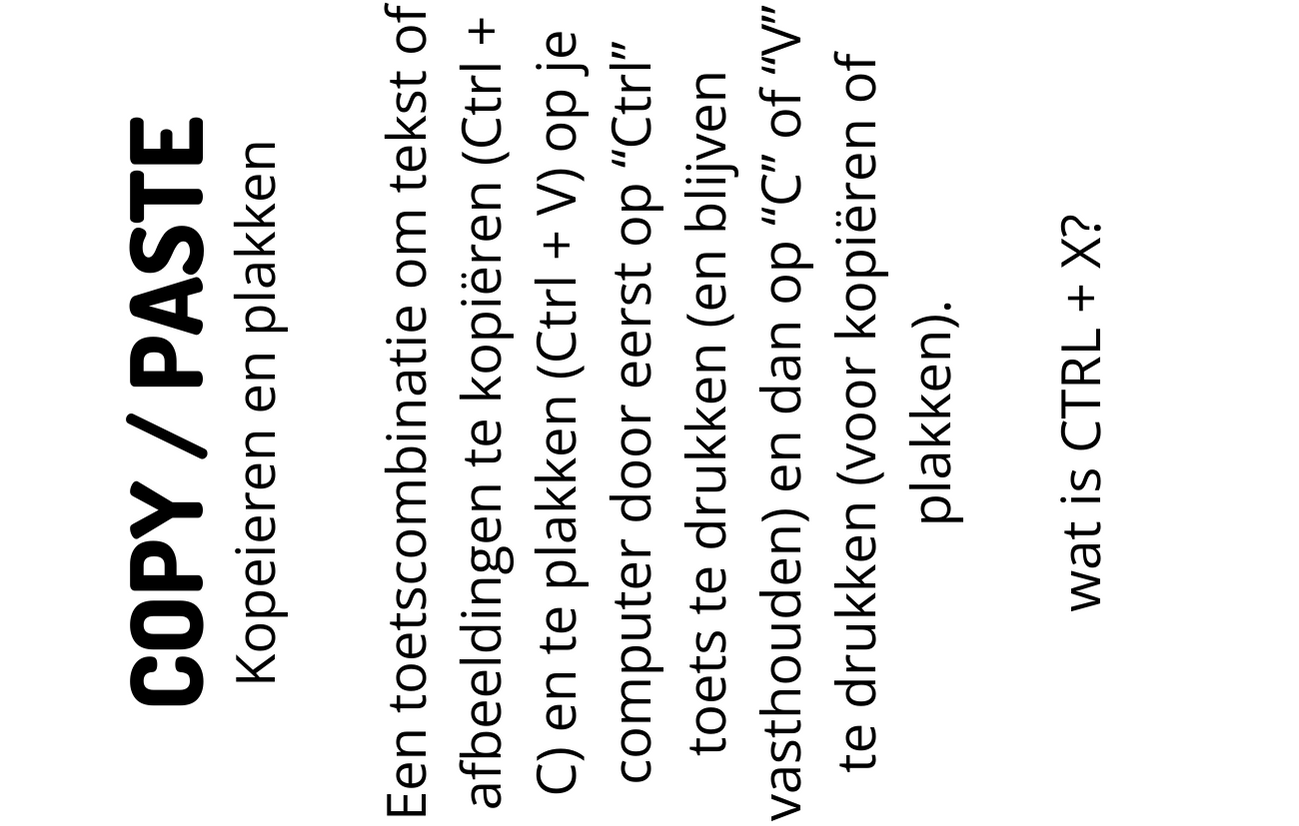 COPY / PASTE
Kopeieren en plakken
Een toetscombinatie om tekst of
afbeeldingen te kopiëren (Ctrl +
C) en te plakken (Ctrl + V) op je
computer door eerst op “Ctrl”
toets te drukken (en blijven
vasthouden) en dan op “C” of “V”
te drukken (voor kopiëren of
plakken).
wat is CTRL + X?